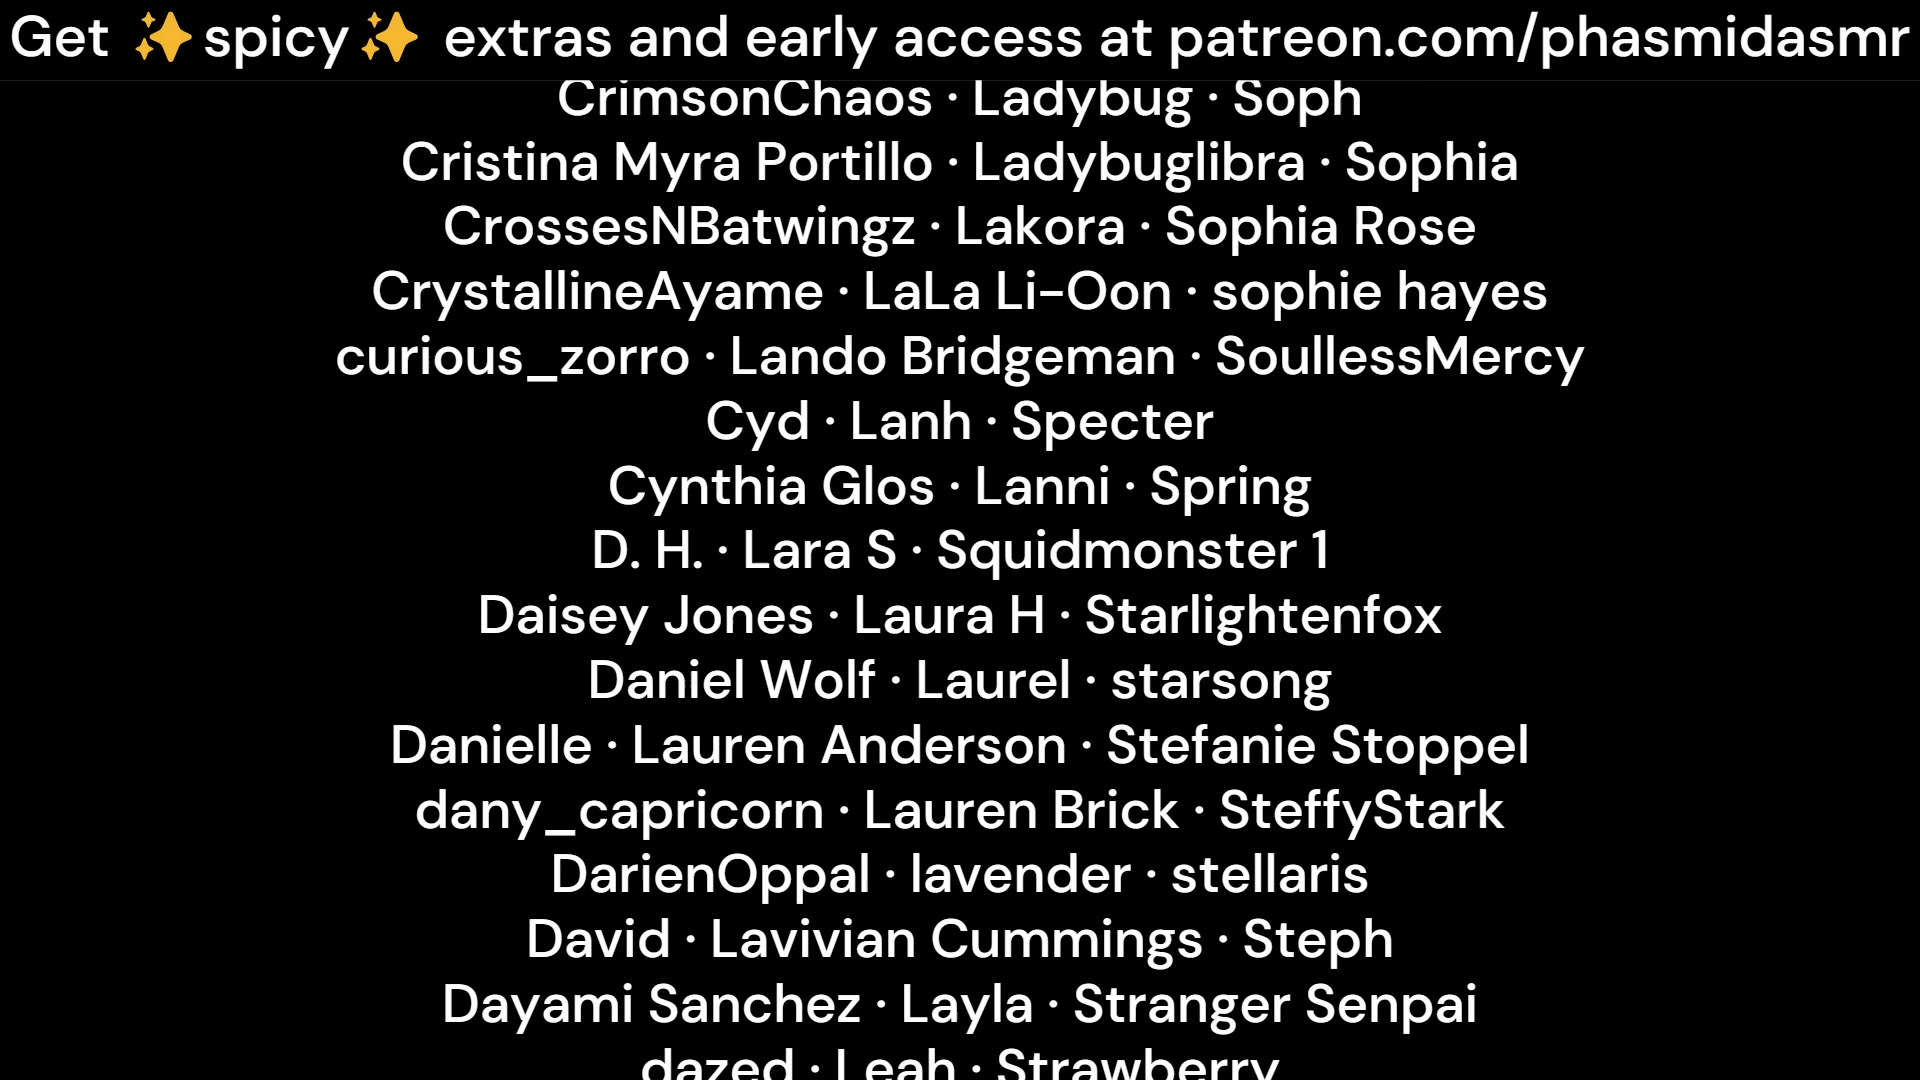 Get ✨spicy✨ extras and early access at patreon.com/phasmidasmr
CrimsonChaos · Ladybug · Soph
Cristina Myra Portillo · Ladybuglibra · Sophia
CrossesNBatwingz · Lakora · Sophia Rose
CrystallineAyame · LaLa Li-Oon · sophie hayes
curious_zorro · Lando Bridgeman · SoullessMercy
Cyd · Lanh · Specter
Cynthia Glos · Lanni · Spring
D. H. · Lara S · Squidmonster 1
Daisey Jones · Laura H · Starlightenfox
Daniel Wolf · Laurel · starsong
Danielle · Lauren Anderson · Stefanie Stoppel
dany_capricorn · Lauren Brick · SteffyStark
DarienOppal · lavender · stellaris
David · Lavivian Cummings · Steph
Dayami Sanchez · Layla · Stranger Senpai
dazed · Leah · Strawberry